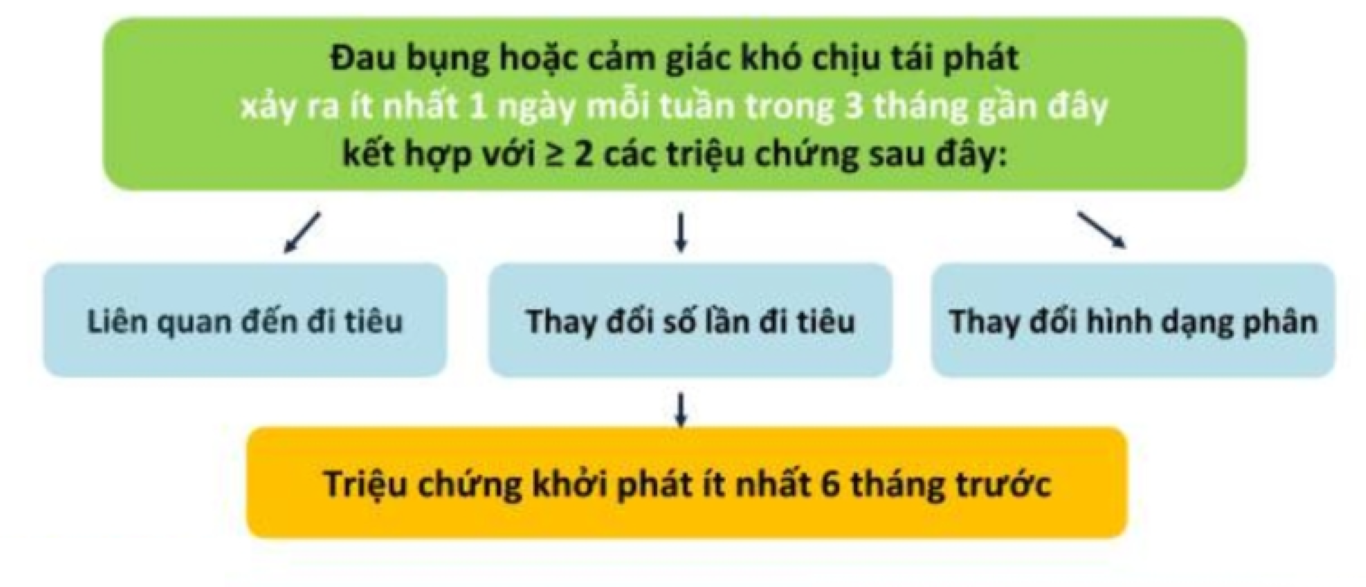 Đau bụng hoặc cảm giác khó chịu tái phát
xảy ra ít nhất 1 ngày mỗi tuần trong 3 tháng gần đây
kết hợp với ≥ 2 các triệu chứng sau đây:
Liên quan đến đi tiêu
Thay đổi số lần đi tiêu
Thay đổi hình dạng phân
Triệu chứng khởi phát ít nhất 6 tháng trước